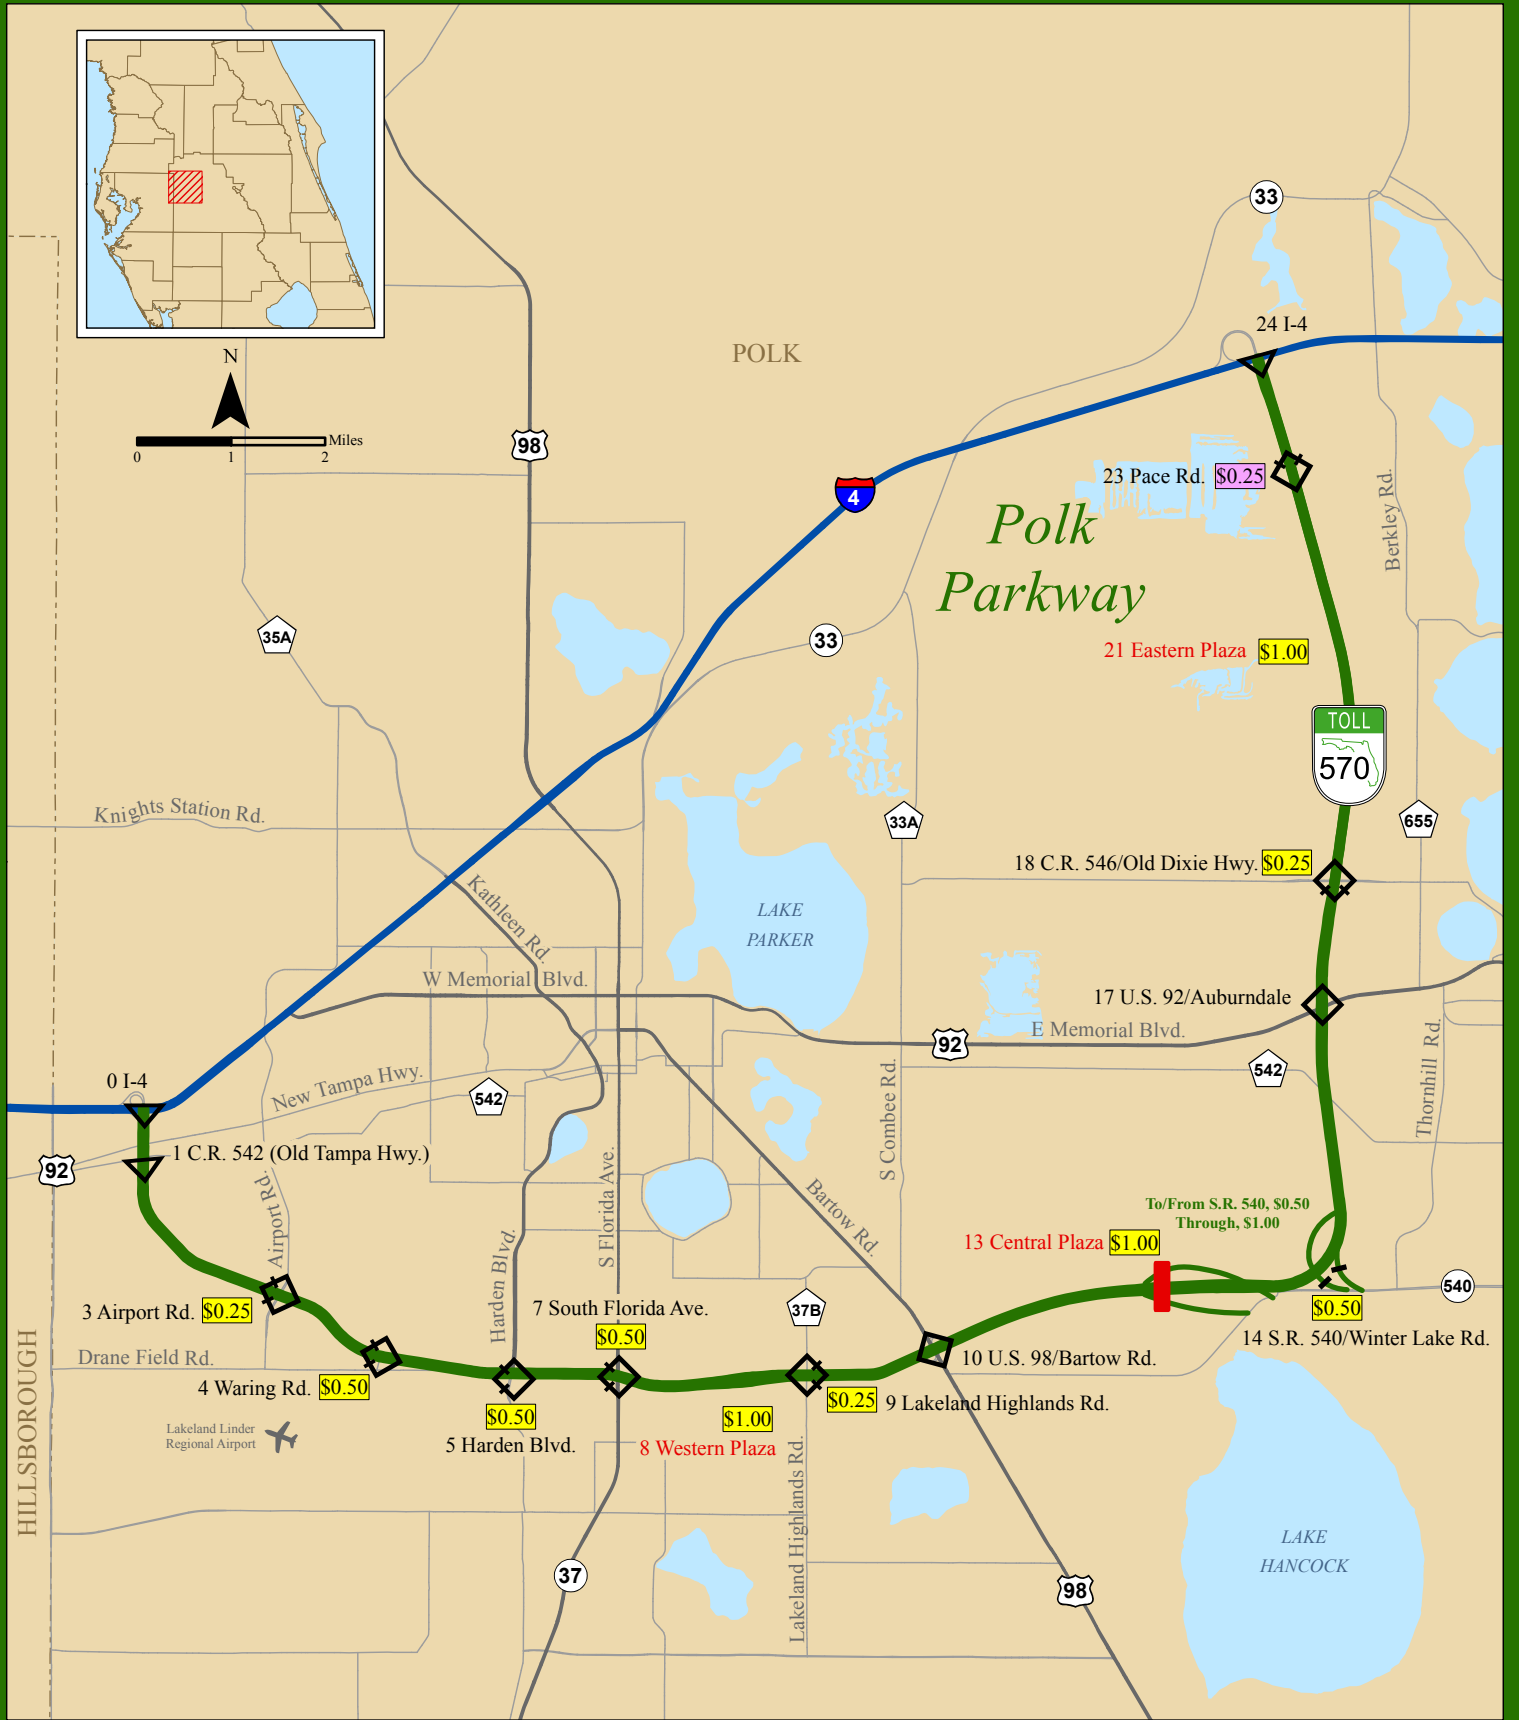 33
24 I-4
N
POLK
Miles
0 1 2
98
23 Pace Rd. $0.25
4
Polk
Parkway
Berkley Rd.
35A
33
21 Eastern Plaza $1.00
TOLL
570
Knights Station Rd.
33A
655
18 C.R. 546/Old Dixie Hwy. $0.25
Kathleen Rd.
LAKE
PARKER
W Memorial Blvd.
17 U.S. 92/Auburndale
E Memorial Blvd.
92
Thornhill Rd.
0 I-4
New Tampa Hwy.
542
542
S Combee Rd.
1 C.R. 542 (Old Tampa Hwy.)
92
Airport Rd.
S Florida Ave.
Bartow Rd.
To/From S.R. 540, $0.50
Through, $1.00
13 Central Plaza $1.00
Harden Blvd.
540
3 Airport Rd. $0.25
7 South Florida Ave.
$0.50
37B
$0.50
14 S.R. 540/Winter Lake Rd.
HILLSBOROUGH
Drane Field Rd.
10 U.S. 98/Bartow Rd.
4 Waring Rd. $0.50
$0.25 9 Lakeland Highlands Rd.
$0.50
5 Harden Blvd.
$1.00
8 Western Plaza
Lakeland Linder
Regional Airport
Lakeland Highlands Rd.
LAKE
HANCOCK
37
98